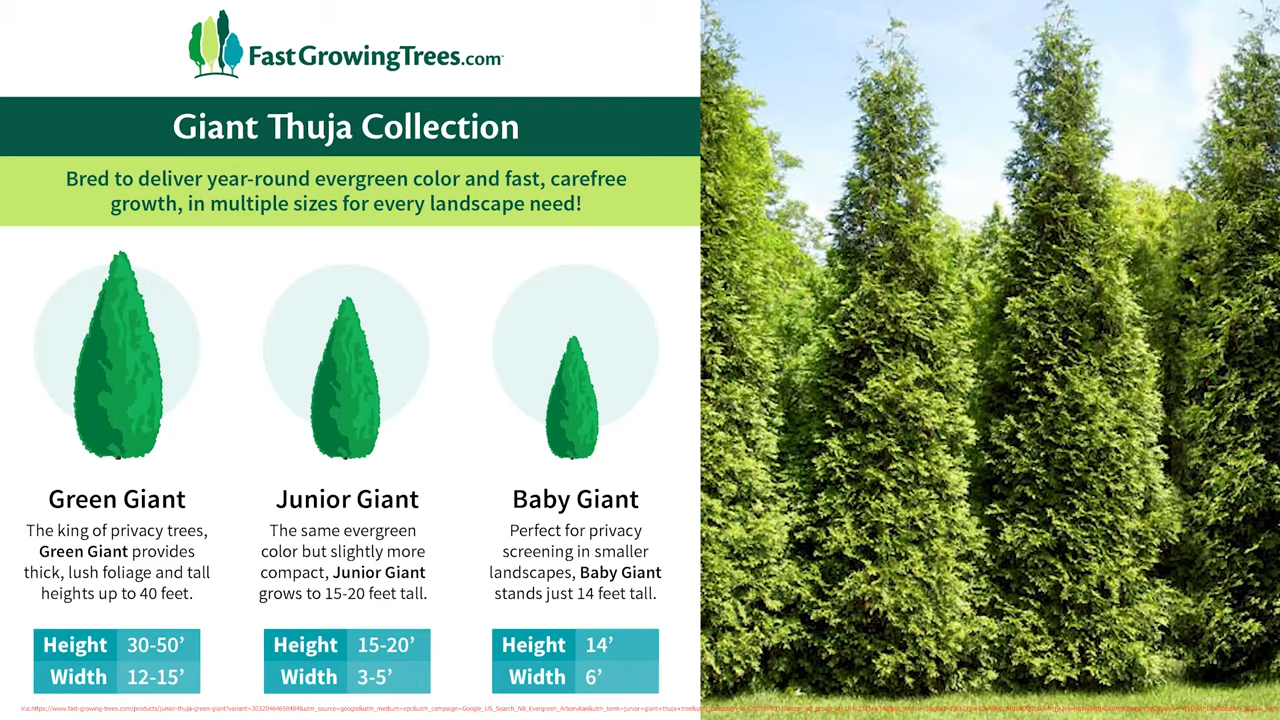 FastGrowingTrees.com
Giant Thuja Collection
Bred to deliver year-round evergreen color and fast, carefree
growth, in multiple sizes for every landscape need!
Green Giant
The king of privacy trees,
Green Giant provides
thick, lush foliage and tall
heights up to 40 feet.
Height 30-50’
Width 12-15’
Junior Giant
The same evergreen
color but slightly more
compact, Junior Giant
grows to 15-20 feet tall.
Height 15-20’
Width 3-5’
Baby Giant
Perfect for privacy
screening in smaller
landscapes, Baby Giant
stands just 14 feet tall.
Height 14’
Width 6’